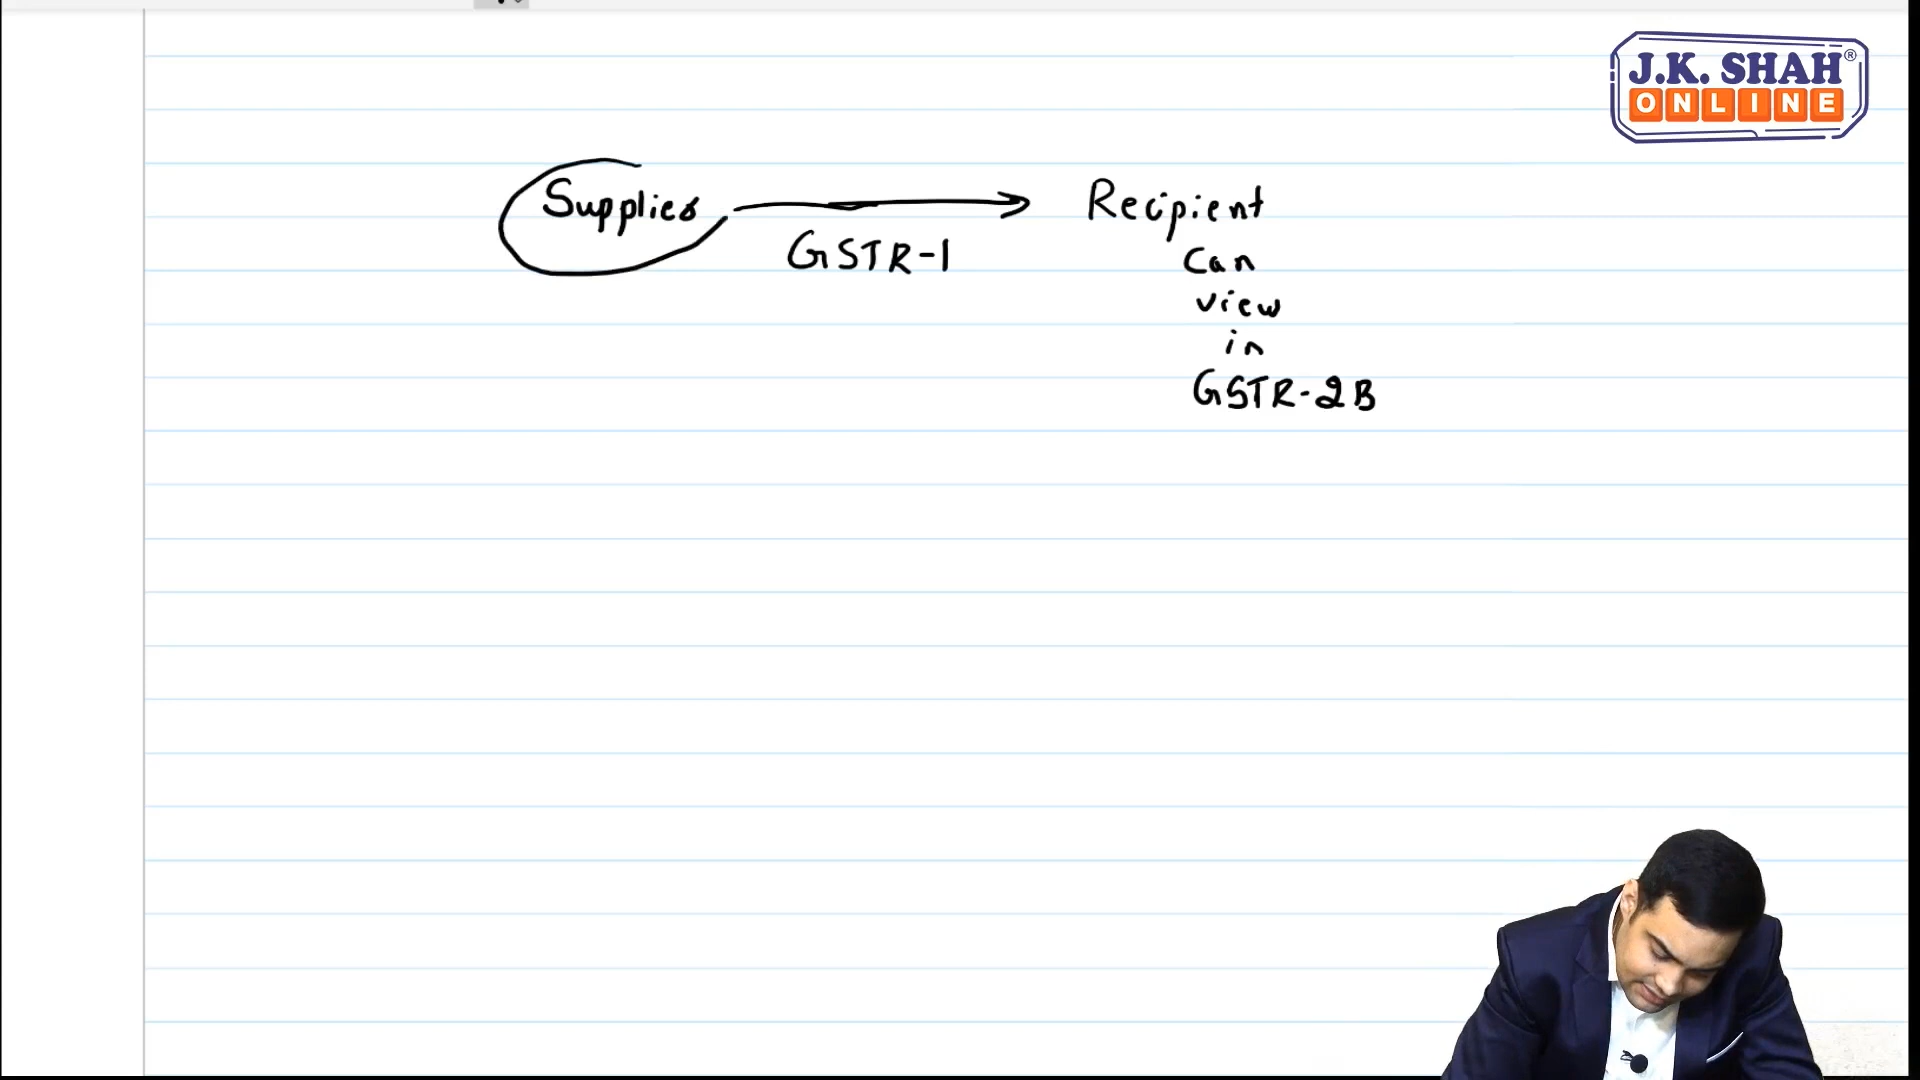 J.K. SHAH®
ONLINE
Supplier → Recipient
GSTR-1
Can
view
in
GSTR-2B